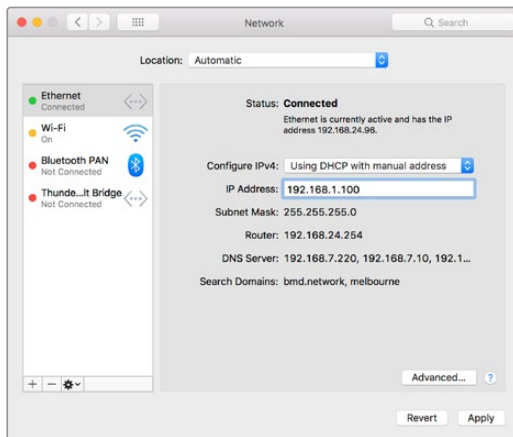 Network
Search
Location: Automatic
Ethernet
Connected
Wi-Fi
On
Bluetooth PAN
Not Connected
Thunde...lt Bridge
Not Connected
Status: Connected
Ethernet is currently active and has the IP
address 192.168.24.96.
Configure IPv4: Using DHCP with manual address
IP Address: 192.168.1.100
Subnet Mask: 255.255.255.0
Router: 192.168.24.254
DNS Server: 192.168.7.220, 192.168.7.10, 192.1...
Search Domains: bmd.network, melbourne
Advanced...
?
Revert
Apply